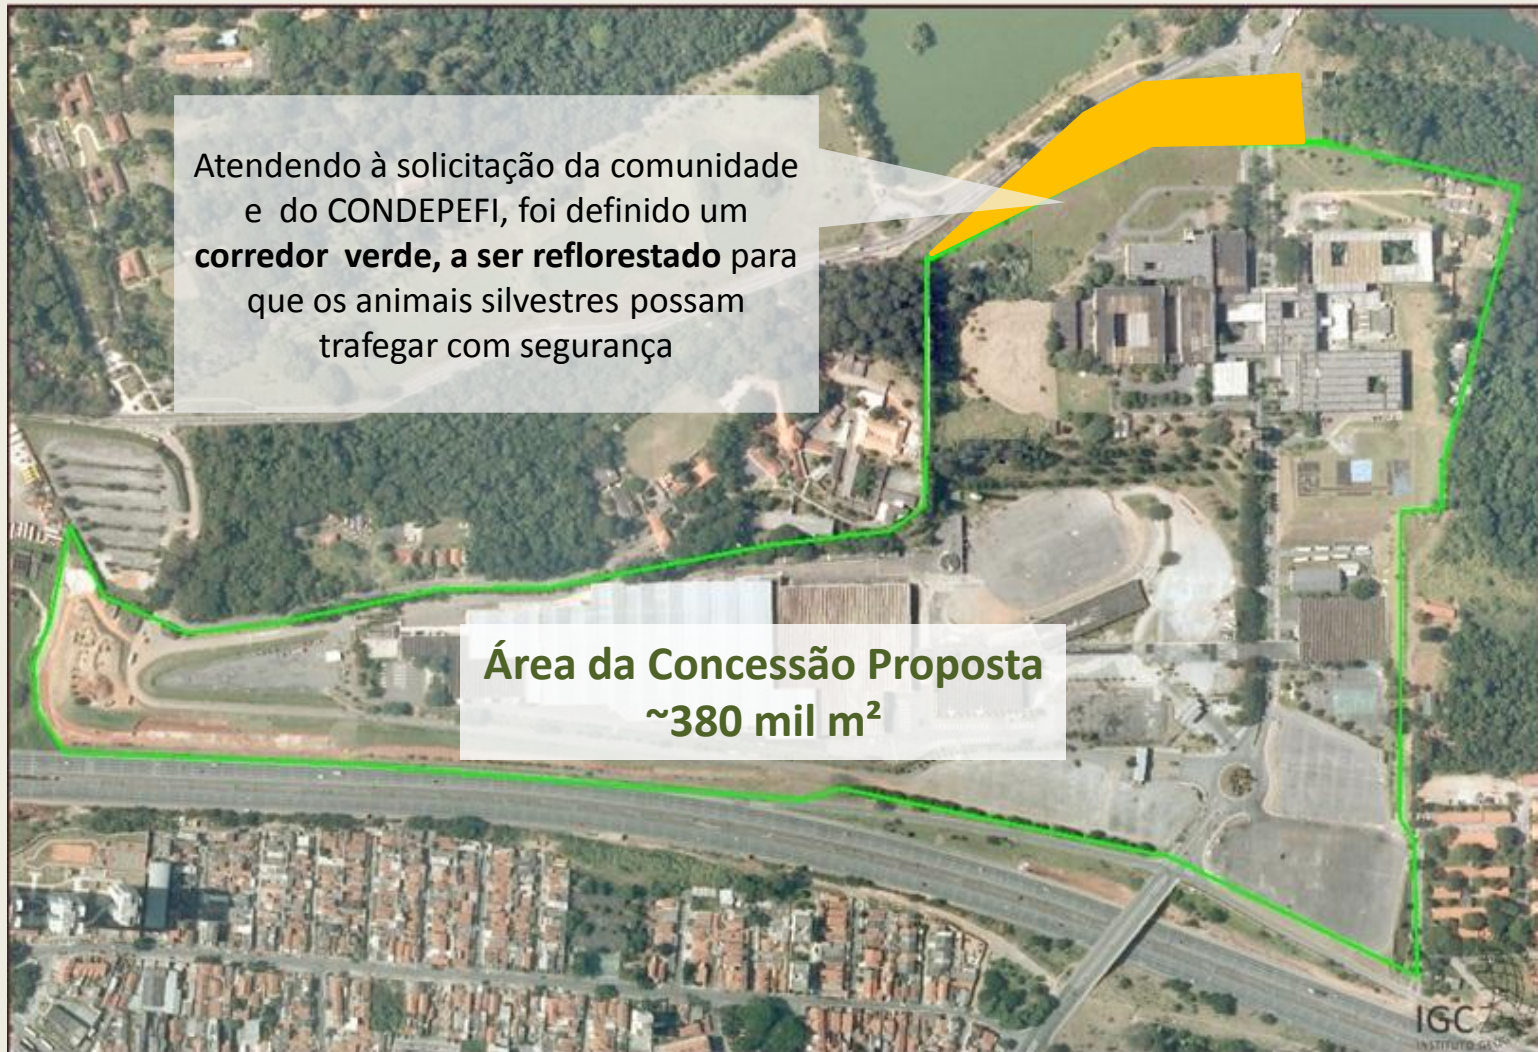 Atendendo à solicitação da comunidade
e do CONDEPEFI, foi definido um
corredor verde, a ser reflorestado para
que os animais silvestres possam
trafegar com segurança
Área da Concessão Proposta
~380 mil m²
IGC
INSTITUTO